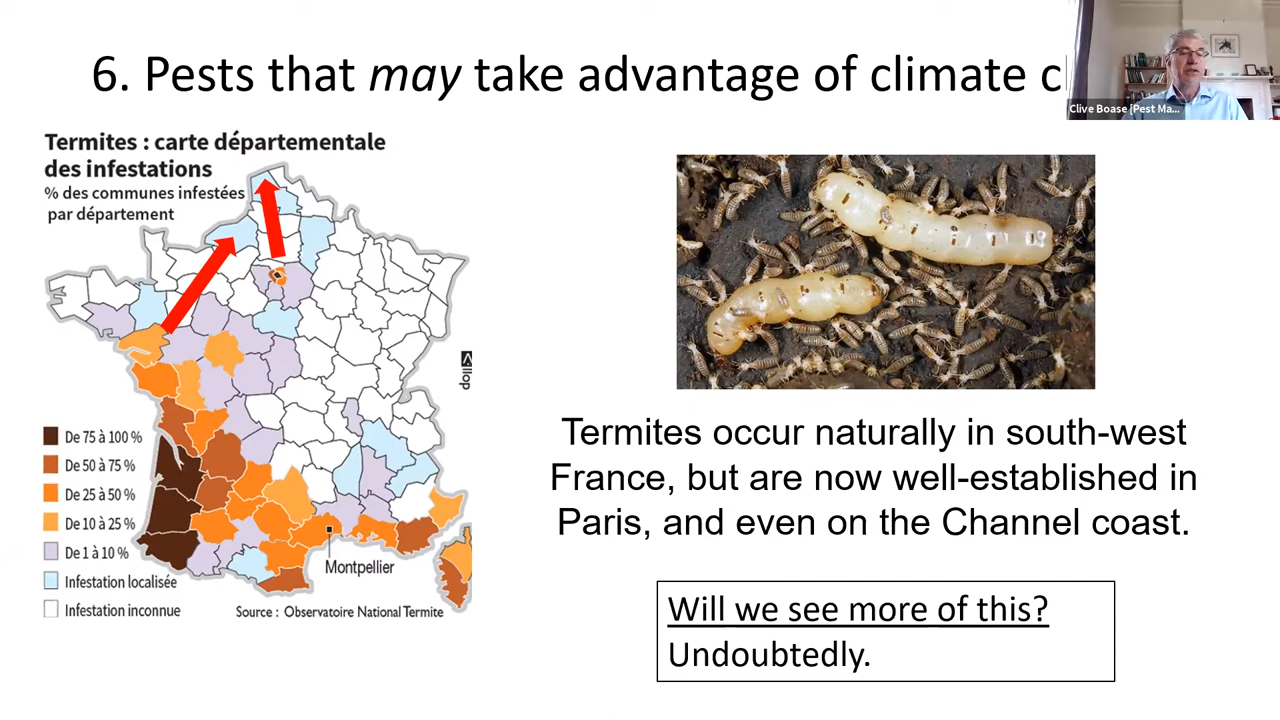 6. Pests that may take advantage of climate
Clive Boase (Pest Ma...
Termites : carte départementale
des infestations
% des communes infestées
par département
Killop
De 75 à 100 %
De 50 à 75 %
De 25 à 50 %
De 10 à 25 %
De 1 à 10 %
Infestation localisée
Infestation inconnue
Montpellier
Source : Observatoire National Termite
Termites occur naturally in south-west
France, but are now well-established in
Paris, and even on the Channel coast.
Will we see more of this?
Undoubtedly.